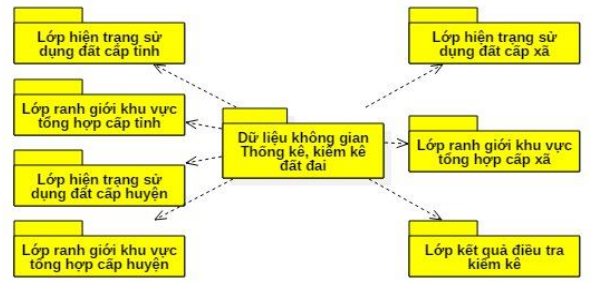 Lớp hiện trạng sử
dụng đất cấp tỉnh
Lớp hiện trạng sử
dụng đất cấp xã
Lớp ranh giới khu vực
tổng hợp cấp tỉnh
Dữ liệu không gian
Thống kê, kiểm kê
đất đai
Lớp ranh giới khu vực
tổng hợp cấp xã
Lớp hiện trạng sử
dụng đất cấp huyện
Lớp ranh giới khu vực
tổng hợp cấp huyện
Lớp kết quả điều tra
kiểm kê